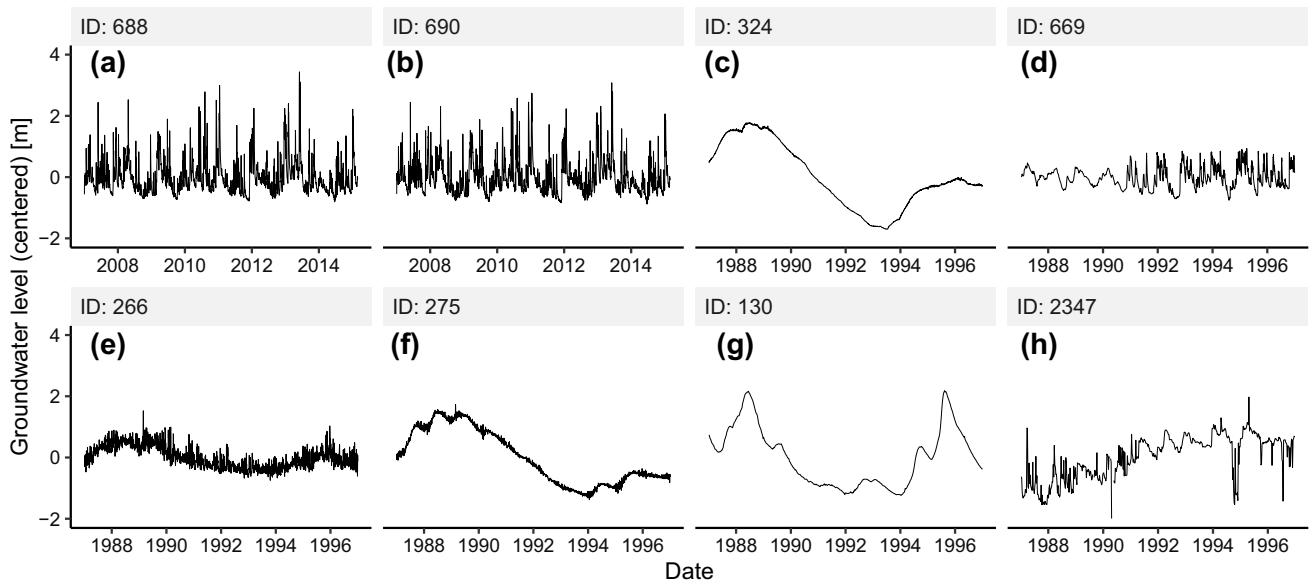 ID: 688
ID: 690
ID: 324
ID: 669
(a)
(b)
(c)
(d)
4
2
0
−2
2008 2010 2012 2014
2008 2010 2012 2014
1988 1990 1992 1994 1996
1988 1990 1992 1994 1996
Groundwater level (centered) [m]
ID: 266
ID: 275
ID: 130
ID: 2347
(e)
(f)
(g)
(h)
4
2
0
−2
1988 1990 1992 1994 1996
1988 1990 1992 1994 1996
1988 1990 1992 1994 1996
1988 1990 1992 1994 1996
Date